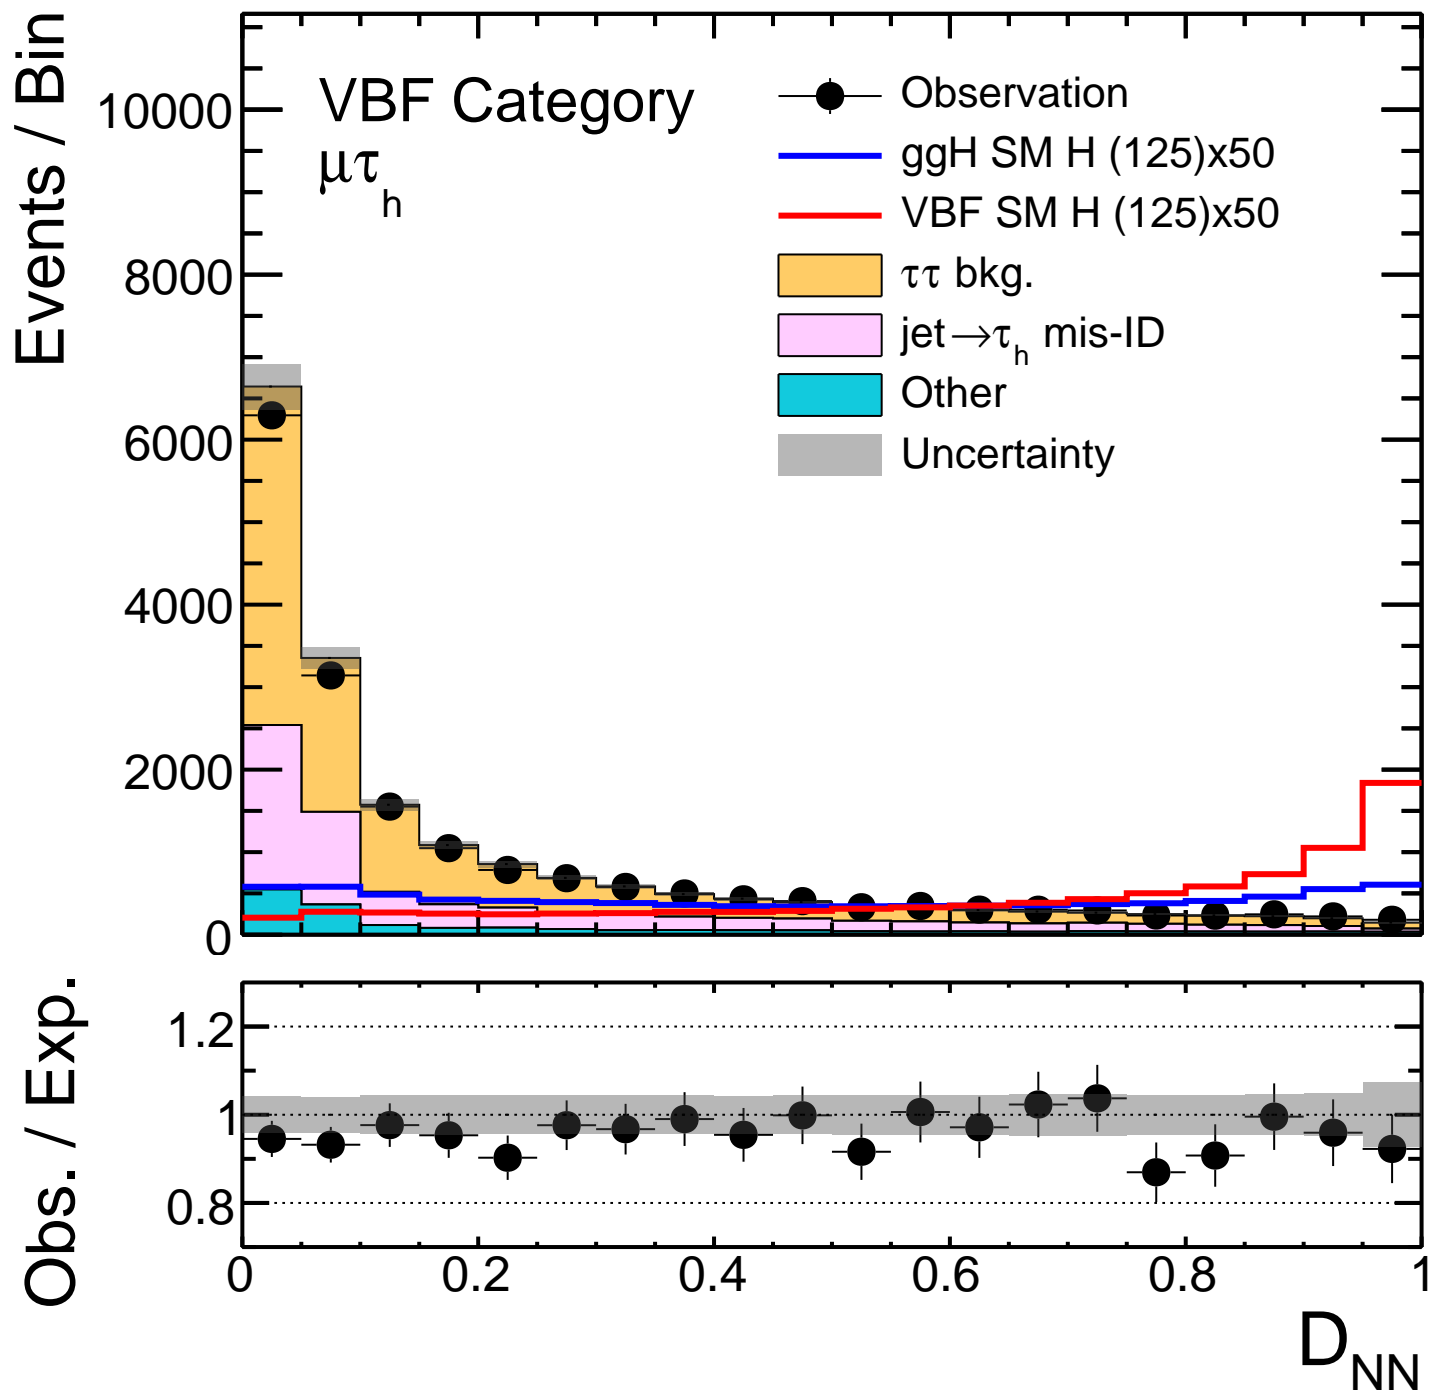 Events / Bin
10000
8000
6000
4000
2000
0
VBF Category
μτh
Observation
ggH SM H (125)x50
VBF SM H (125)x50
ττ bkg.
jet→τh mis-ID
Other
Uncertainty
Obs. / Exp.
1.2
1
0.8
0 0.2 0.4 0.6 0.8 1
DNN